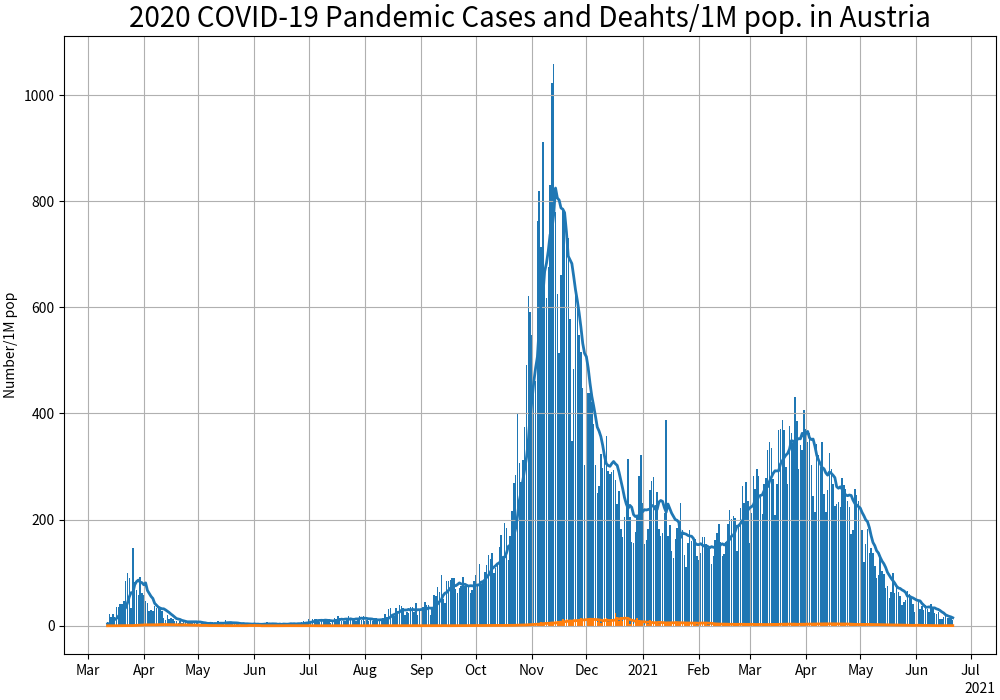 2020 COVID-19 Pandemic Cases and Deahts/1M pop. in Austria
Number/1M pop
1000
800
600
400
200
0
Mar Apr May Jun Jul Aug Sep Oct Nov Dec 2021 Feb Mar Apr May Jun Jul
2021